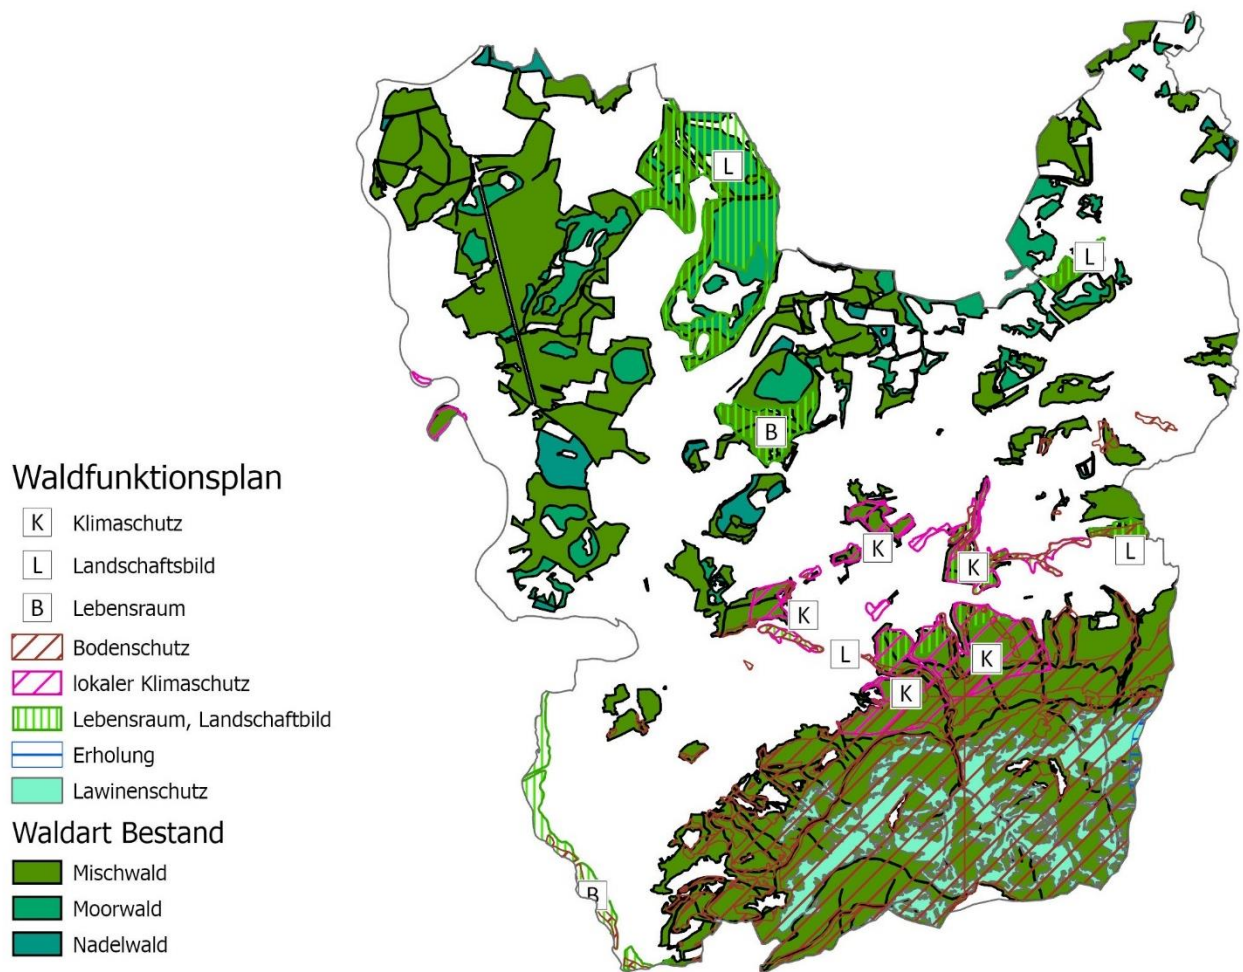 Waldfunktionsplan
K Klimaschutz
L Landschaftsbild
B Lebensraum
Bodenschutz
lokaler Klimaschutz
Lebensraum, Landschaftbild
Erholung
Lawinenschutz
Waldart Bestand
Mischwald
Moorwald
Nadelwald
L
L
B
K
L
K
K
L
K
K
B